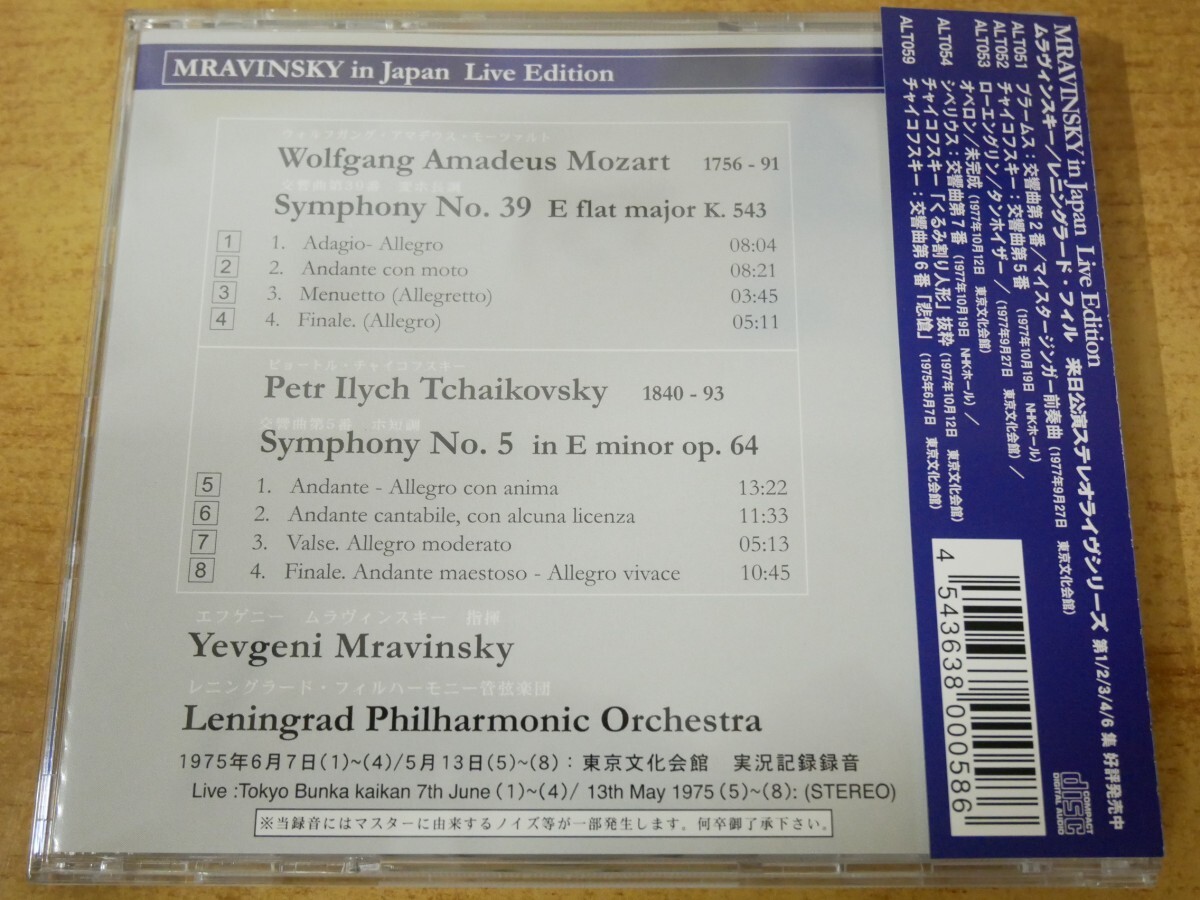 MRAVINSKY in Japan Live Edition
ウォルフガング・アマデウス・モーツァルト
Wolfgang Amadeus Mozart 1756 - 91
交響曲第39番 変ホ長調
Symphony No. 39 E flat major K. 543
1 1. Adagio- Allegro 08:04
2 2. Andante con moto 08:21
3 3. Menuetto (Allegretto) 03:45
4 4. Finale. (Allegro) 05:11
ピョートル・チャイコフスキー
Petr Ilych Tchaikovsky 1840 - 93
交響曲第5番 ホ短調
Symphony No. 5 in E minor op. 64
5 1. Andante - Allegro con anima 13:22
6 2. Andante cantabile, con alcuna licenza 11:33
7 3. Valse. Allegro moderato 05:13
8 4. Finale. Andante maestoso - Allegro vivace 10:45
エフゲニー ムラヴィンスキー 指揮
Yevgeni Mravinsky
レニングラード・フィルハーモニー管弦楽団
Leningrad Philharmonic Orchestra
1975年6月7日(1)~(4)/5月13日(5)~(8):東京文化会館 実況記録録音
Live :Tokyo Bunka kaikan 7th June (1)~(4)/ 13th May 1975 (5)~(8): (STEREO)
※当録音にはマスターに由来するノイズ等が一部発生します。何卒御了承下さい。
MRAVINSKY in Japan Live Edition
ムラヴィンスキー/レニングラード・フィル 来日公演ステレオライヴシリーズ 第1/2/3/4/6集 好評発売中
ALT051 ブラームス:交響曲第2番/マイスタージンガー前奏曲(1977年9月27日 東京文化会館)
ALT052 チャイコフスキー:交響曲第5番(1977年10月19日 NHKホール)
ALT053 ローエングリン/タンホイザー/(1977年9月27日 東京文化会館)/
オベロン/未完成(1977年10月12日 東京文化会館)
ALT054 シベリウス:交響曲第7番(1977年10月19日 NHKホール)/
チャイコフスキー「くるみ割り人形」抜粋(1977年10月12日 東京文化会館)
ALT059 チャイコフスキー:交響曲第6番「悲愴」(1975年6月7日 東京文化会館)
4 543638 000586
COMPACT
disc
DIGITAL AUDIO